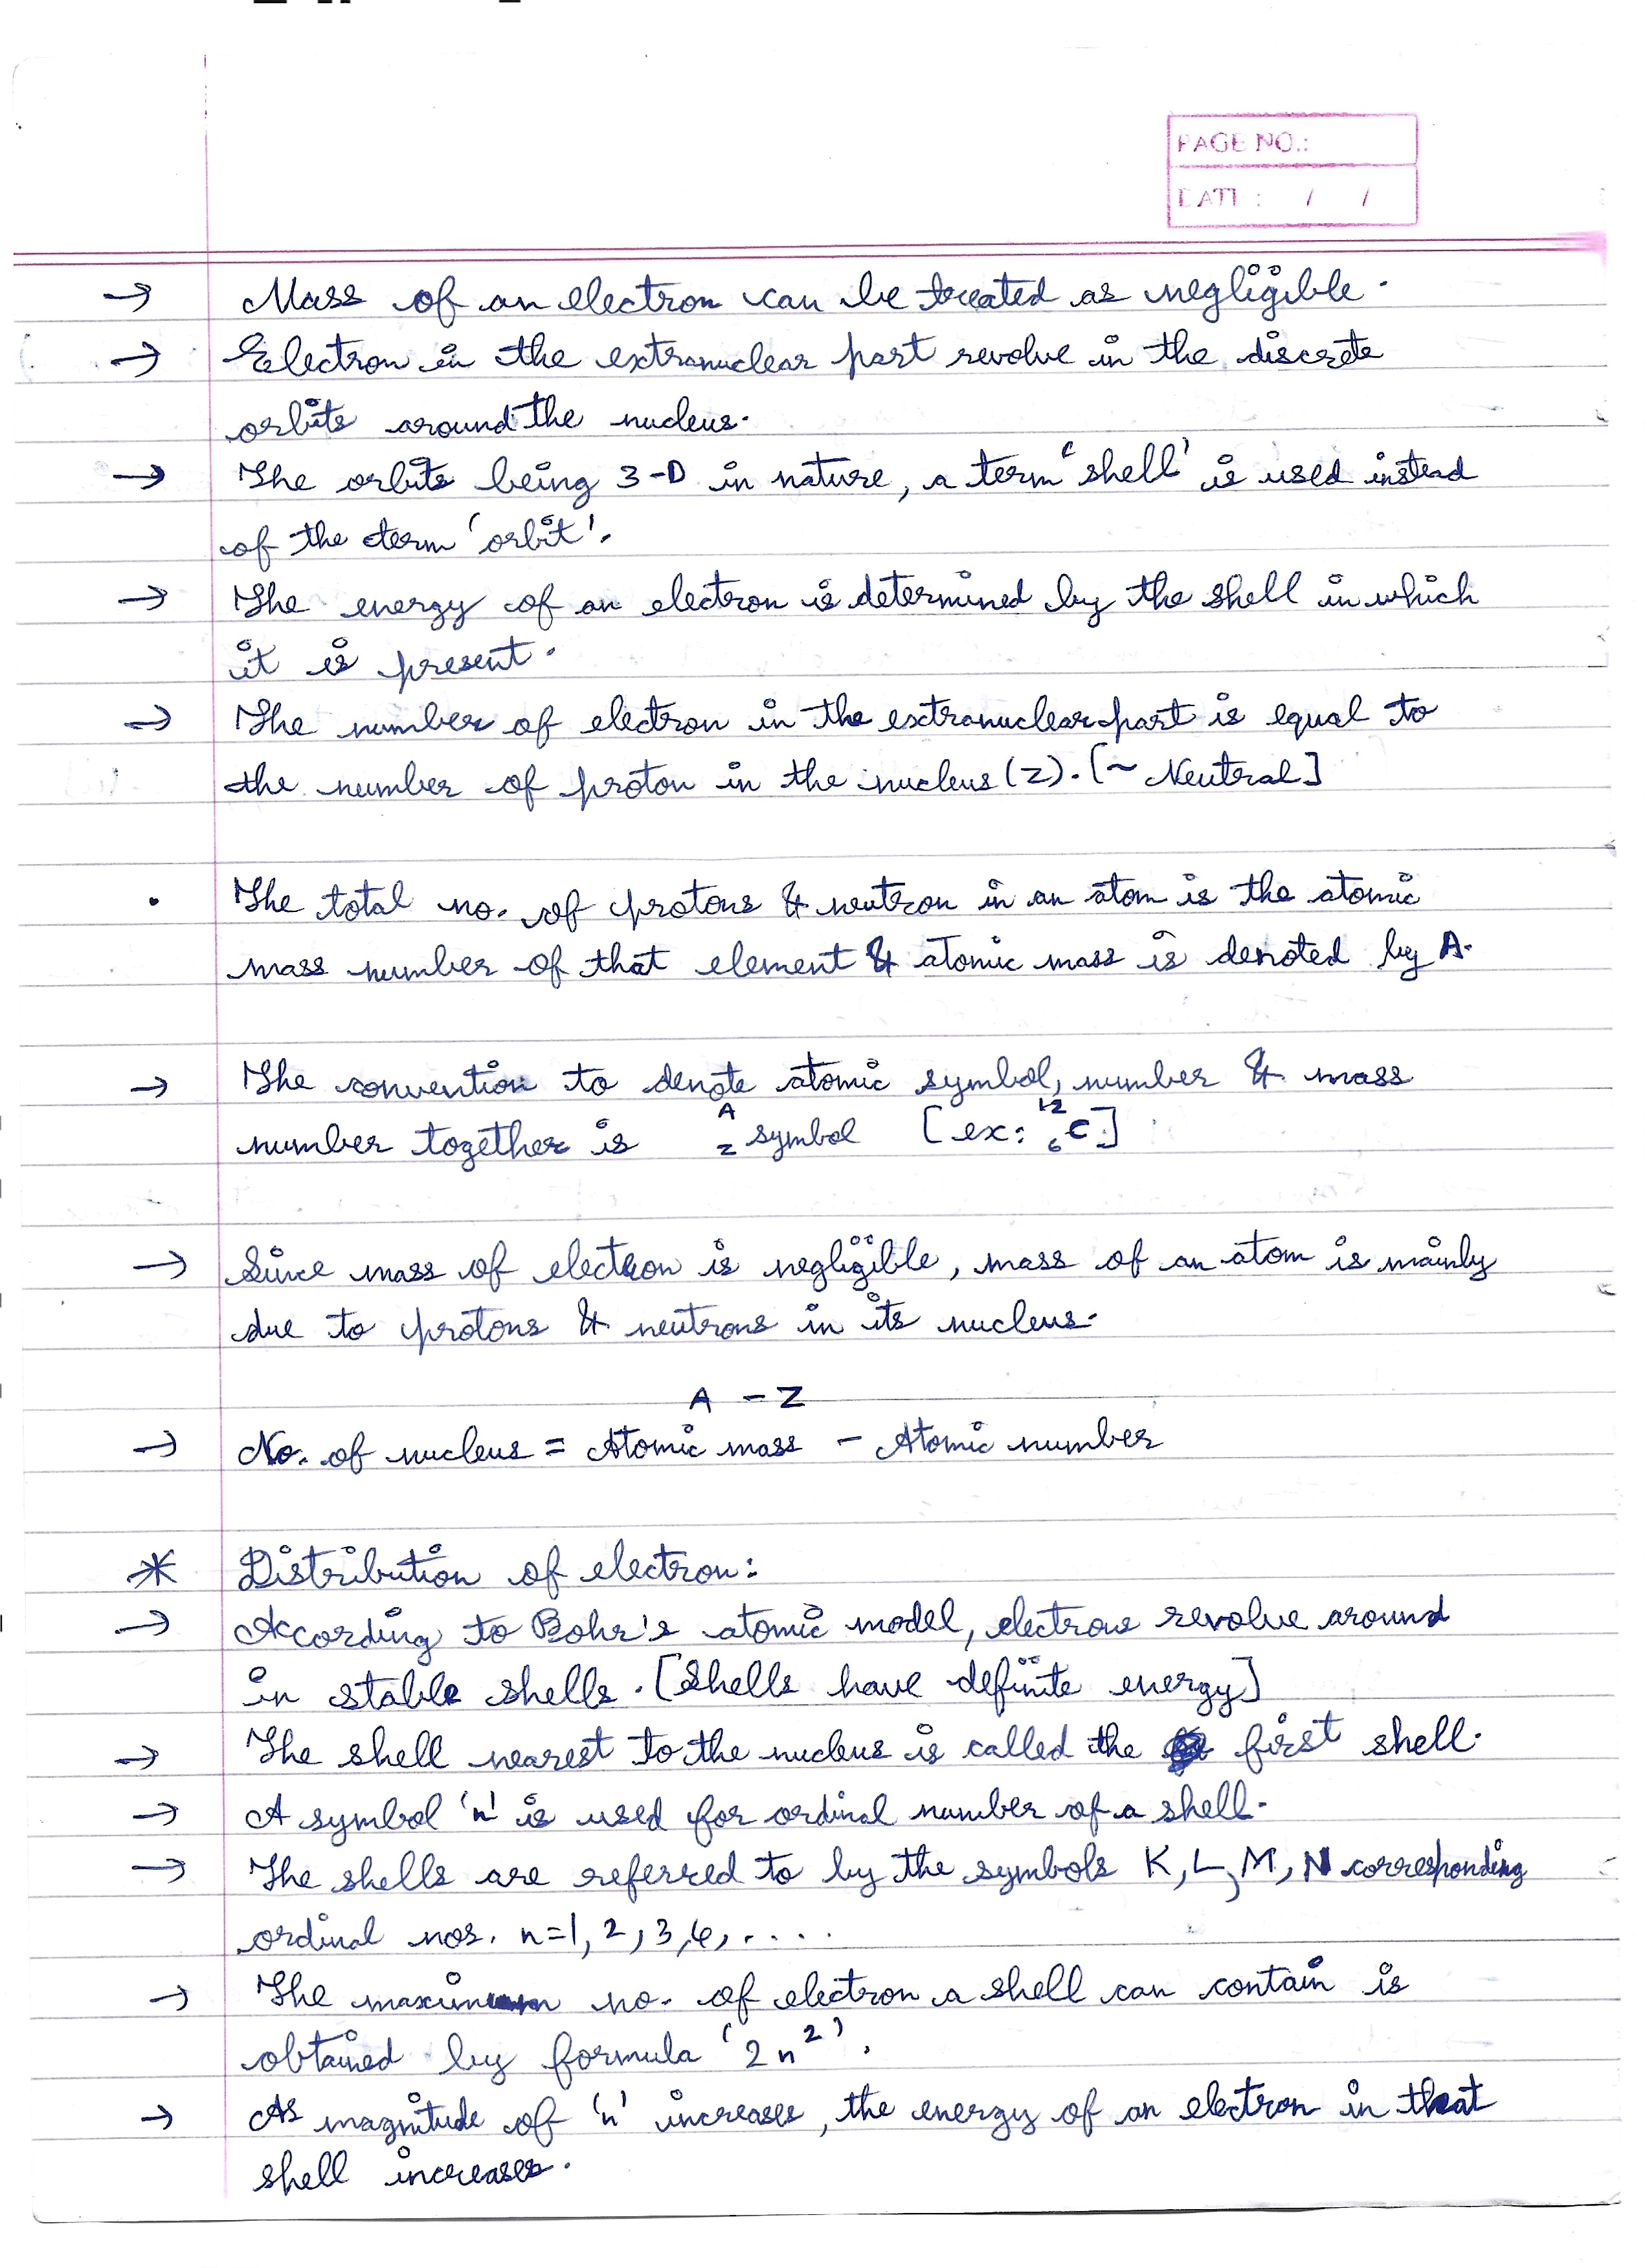 PAGE NO.:
DATE : / /
→ Mass of an electron can be treated as negligible.
→ Electron in the extranuclear part revolve in the discrete
orbits around the nucleus.
→ The orbits being 3-D in nature, a term 'shell' is used instead
of the term 'orbit'.
→ The energy of an electron is determined by the shell in which
it is present.
→ The number of electron in the extranuclear part is equal to
the number of proton in the nucleus (Z). [~ Neutral]
• The total no. of protons & neutron in an atom is the atomic
mass number of that element & atomic mass is denoted by A.
→ The convention to denote atomic symbol, number & mass
number together is ᴬ_Z symbol [ex: ¹²₆C]
→ Since mass of electron is negligible, mass of an atom is mainly
due to protons & neutrons in its nucleus.
A - Z
→ No. of nucleus = Atomic mass - Atomic number
* Distribution of electron:
→ According to Bohr's atomic model, electrons revolve around
in stable shells. [Shells have definite energy]
→ The shell nearest to the nucleus is called the first shell.
→ A symbol 'n' is used for ordinal number of a shell.
→ The shells are referred to by the symbols K, L, M, N corresponding
ordinal nos. n=1, 2, 3, 4, ....
→ The maximum no. of electron a shell can contain is
obtained by formula '2n²'.
→ As magnitude of 'n' increases, the energy of an electron in that
shell increases.